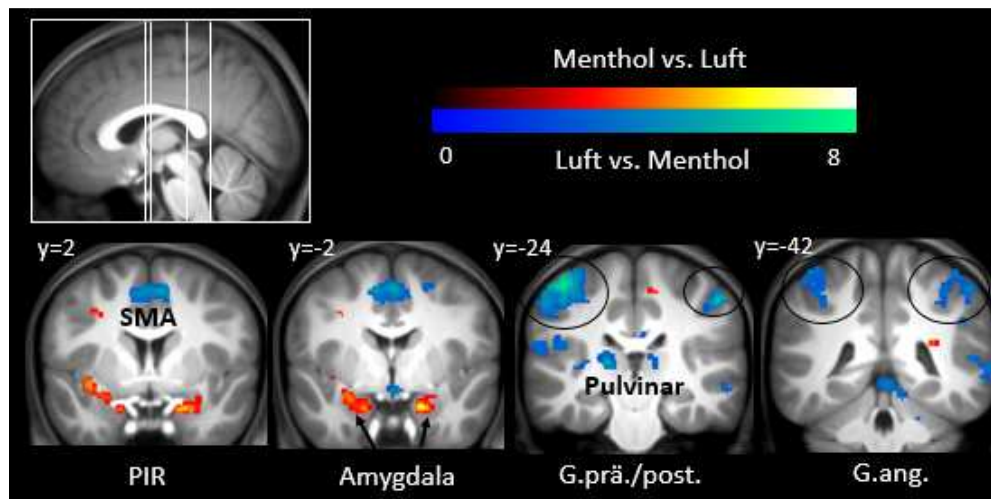 Menthol vs. Luft
0 8
Luft vs. Menthol
y=2 y=-2 y=-24 y=-42
SMA
Pulvinar
PIR Amygdala G.prä./post. G.ang.